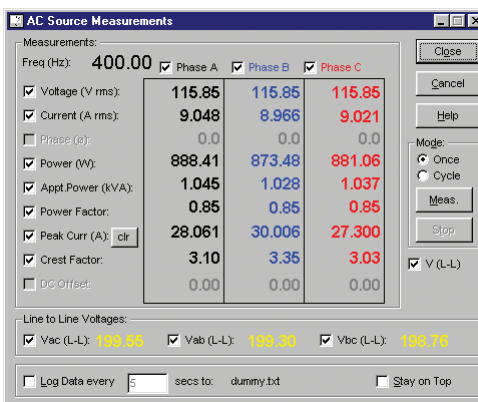 AC Source Measurements
Measurements:
Freq (Hz): 400.00 Phase A Phase B Phase C
Voltage (V rms): 115.85 115.85 115.85
Current (A rms): 9.048 8.966 9.021
Phase (ø): 0.0 0.0 0.0
Power (W): 888.41 873.48 881.06
Appt.Power (kVA): 1.045 1.028 1.037
Power Factor: 0.85 0.85 0.85
Peak Curr (A): clr 28.061 30.006 27.300
Crest Factor: 3.10 3.35 3.03
DC Offset: 0.00 0.00 0.00
Close
Cancel
Help
Mode:
Once
Cycle
Meas.
Stop
V (L-L)
Line to Line Voltages:
Vac (L-L): 199.55 Vab (L-L): 199.30 Vbc (L-L): 198.76
Log Data every 5 secs to: dummy.txt Stay on Top